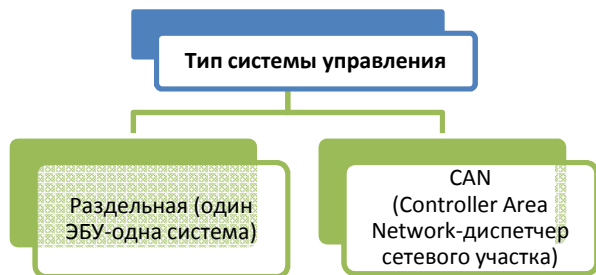 Тип системы управления
Раздельная (один
ЭБУ-одна система)
CAN
(Controller Area
Network-диспетчер
сетевого участка)